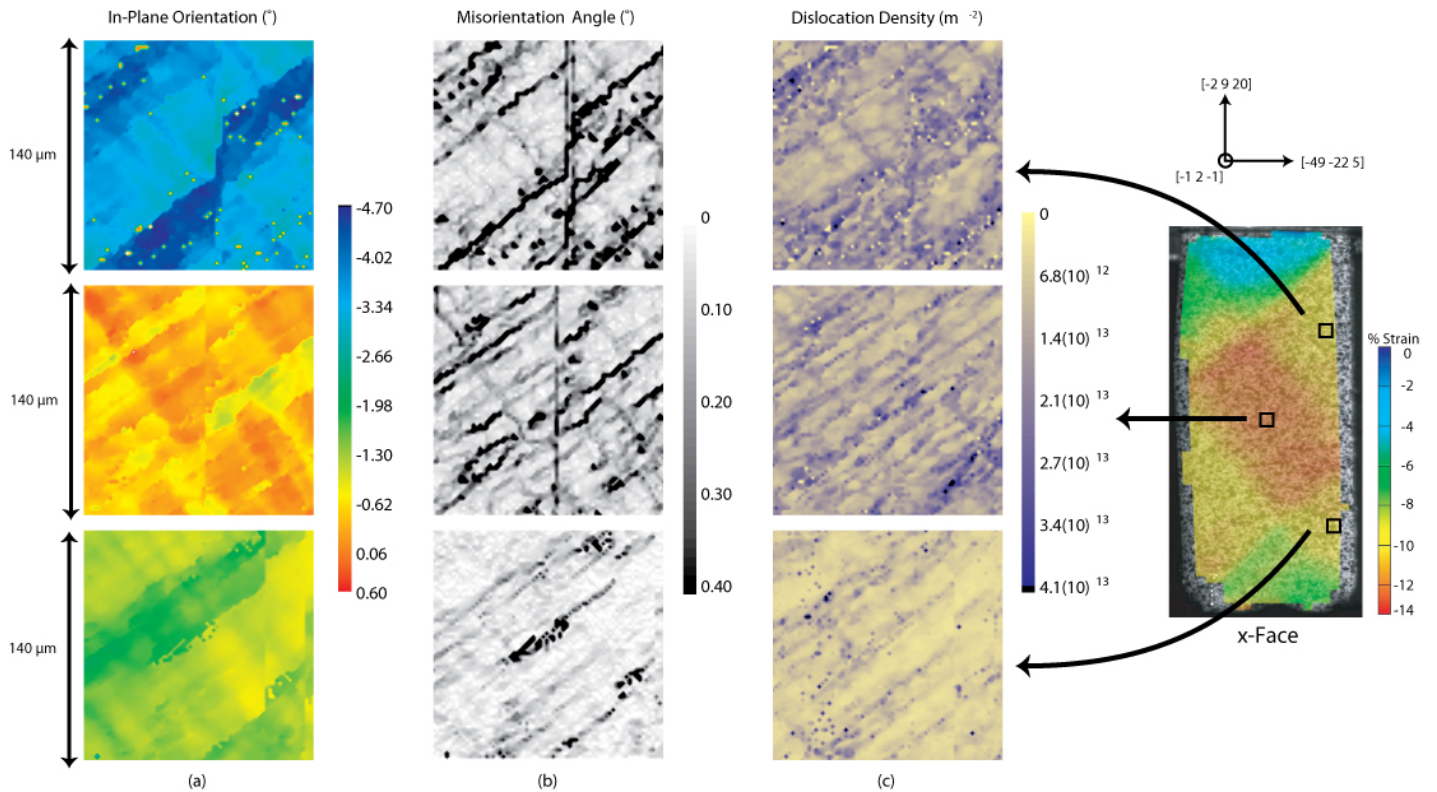 In-Plane Orientation (°)
Misorientation Angle (°)
Dislocation Density (m -2)
140 µm
140 µm
140 µm
-4.70
-4.02
-3.34
-2.66
-1.98
-1.30
-0.62
0.06
0.60
0
0.10
0.20
0.30
0.40
0
6.8(10) 12
1.4(10) 13
2.1(10) 13
2.7(10) 13
3.4(10) 13
4.1(10) 13
[-2 9 20]
[-49 -22 5]
[-1 2 -1]
% Strain
0
-2
-4
-6
-8
-10
-12
-14
x-Face
(a)
(b)
(c)